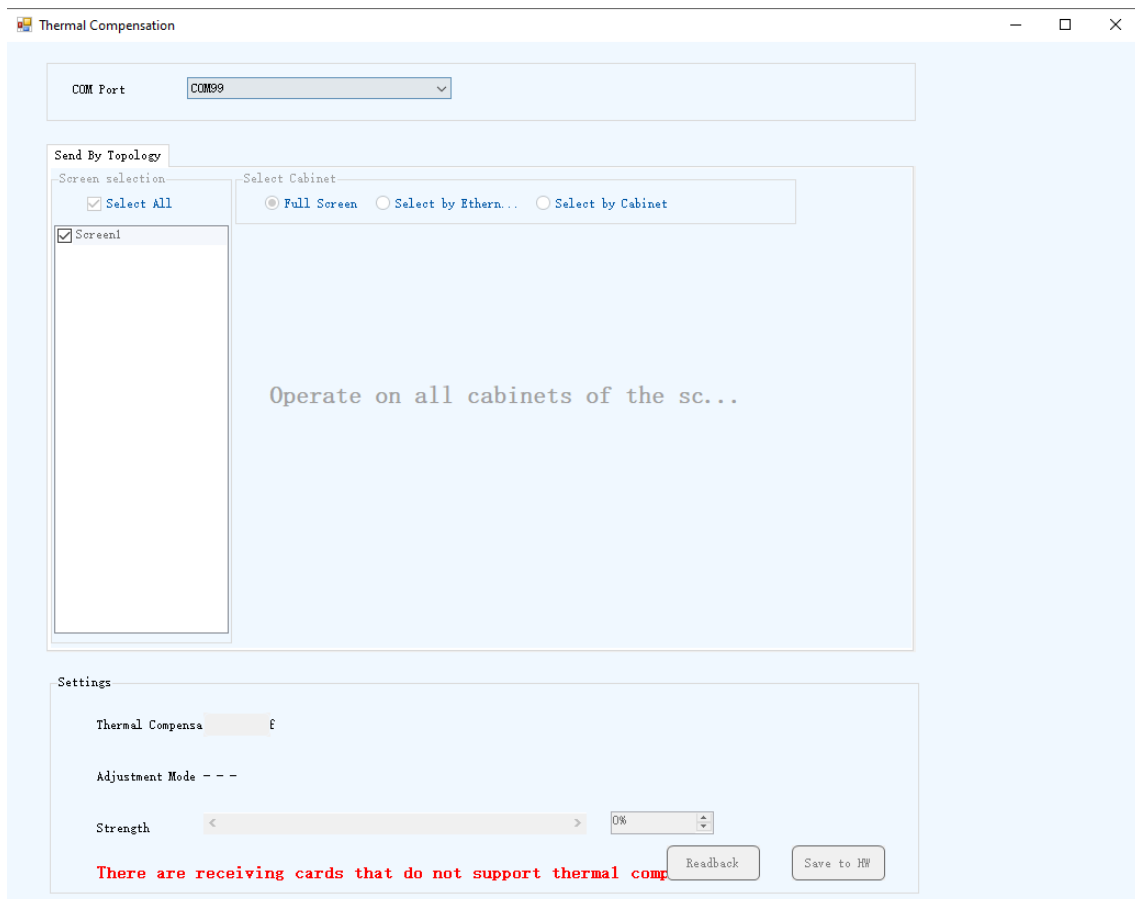 Thermal Compensation
COM Port COM99
Send By Topology
Screen selection Select Cabinet
Select All Full Screen Select by Ethern... Select by Cabinet
Screen1
Operate on all cabinets of the sc...
Settings
Thermal Compensa f
Adjustment Mode - - -
Strength 0%
Readback Save to HW
There are receiving cards that do not support thermal comp